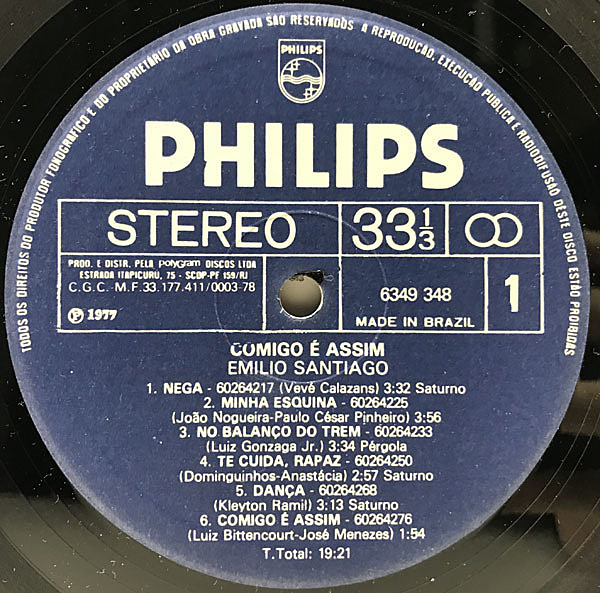 TODOS OS DIREITOS DO PRODUTOR FONOGRÁFICO E DO PROPRIETÁRIO DA OBRA GRAVADA SÃO RESERVADOS. A REPRODUÇÃO, EXECUÇÃO PÚBLICA E RADIODIFUSÃO DÊSTE DISCO ESTÃO PROIBIDAS
PHILIPS
PHILIPS
STEREO
33 1/3
PROD. E DISTR. PELA PolyGram DISCOS LTDA
ESTRADA ITAPICURU, 75 - SCDP-PF 159/RJ
C.G.C.-M.F.33.177.411/0003-78
℗ 1977
6349 348
1
MADE IN BRAZIL
COMIGO É ASSIM
EMILIO SANTIAGO
1. NEGA - 60264217 (Vevé Calazans) 3:32 Saturno
2. MINHA ESQUINA - 60264225
(João Nogueira-Paulo César Pinheiro) 3:56
3. NO BALANÇO DO TREM - 60264233
(Luiz Gonzaga Jr.) 3:34 Pérgola
4. TE CUIDA, RAPAZ - 60264250
(Dominguinhos-Anastácia) 2:57 Saturno
5. DANÇA - 60264268
(Kleyton Ramil) 3:13 Saturno
6. COMIGO É ASSIM - 60264276
(Luiz Bittencourt-José Menezes) 1:54
T.Total: 19:21